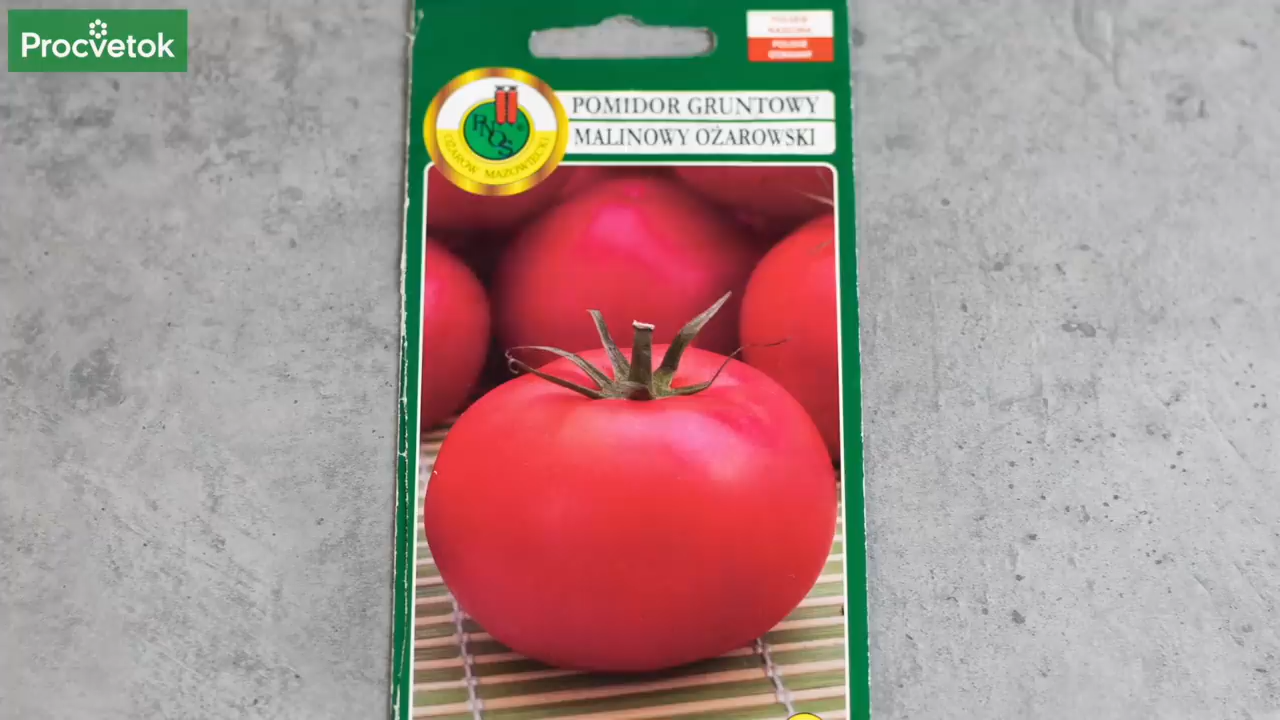 Procvetok
POMIDOR GRUNTOWY
MALINOWY OŻAROWSKI
PNOS
OŻARÓW MAZOWIECKI